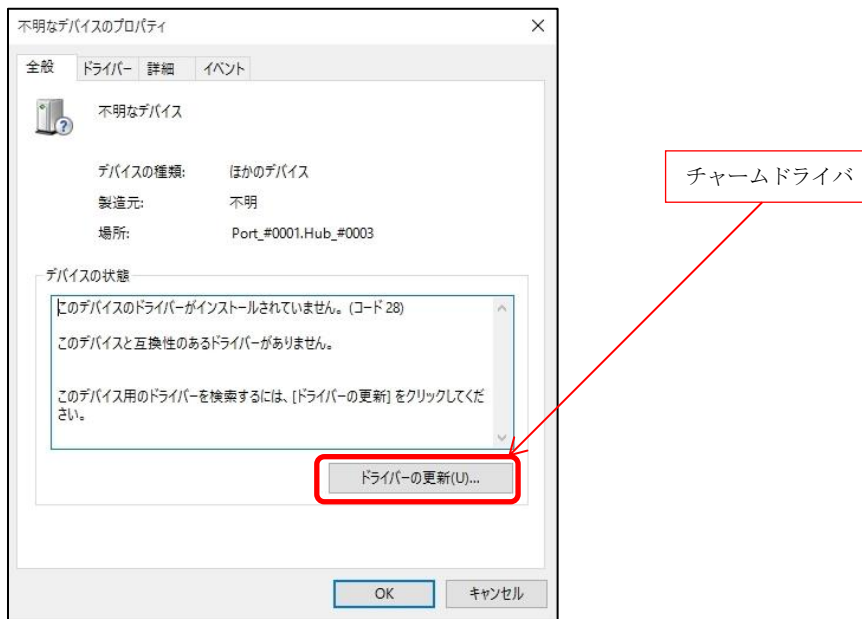 不明なデバイスのプロパティ
全般 ドライバー 詳細 イベント
不明なデバイス
デバイスの種類: ほかのデバイス
製造元: 不明
場所: Port_#0001.Hub_#0003
チャームドライバ
デバイスの状態
このデバイスのドライバーがインストールされていません。(コード 28)
このデバイスと互換性のあるドライバーがありません。
このデバイス用のドライバーを検索するには、[ドライバーの更新] をクリックしてくだ
さい。
ドライバーの更新(U)...
OK キャンセル